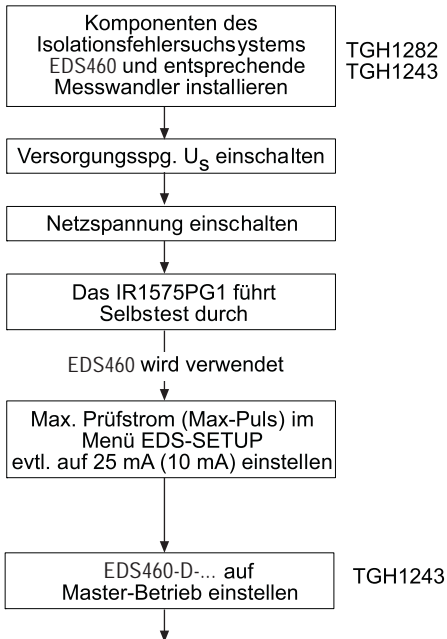 Komponenten des
Isolationsfehlersuchsystems
EDS460 und entsprechende
Messwandler installieren
TGH1282
TGH1243
Versorgungsspg. US einschalten
Netzspannung einschalten
Das IR1575PG1 führt
Selbstest durch
EDS460 wird verwendet
Max. Prüfstrom (Max-Puls) im
Menü EDS-SETUP
evtl. auf 25 mA (10 mA) einstellen
EDS460-D-... auf
Master-Betrieb einstellen
TGH1243